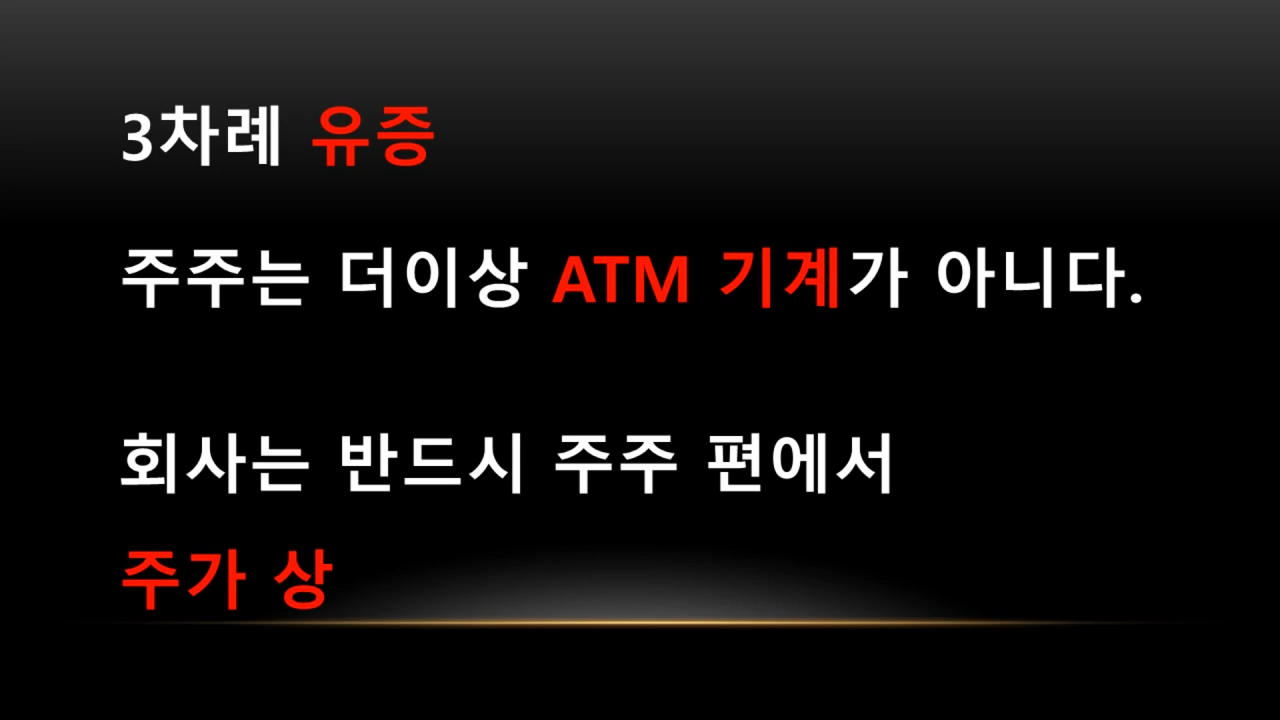 3차례 유증
주주는 더이상 ATM 기계가 아니다.
회사는 반드시 주주 편에서
주가 상